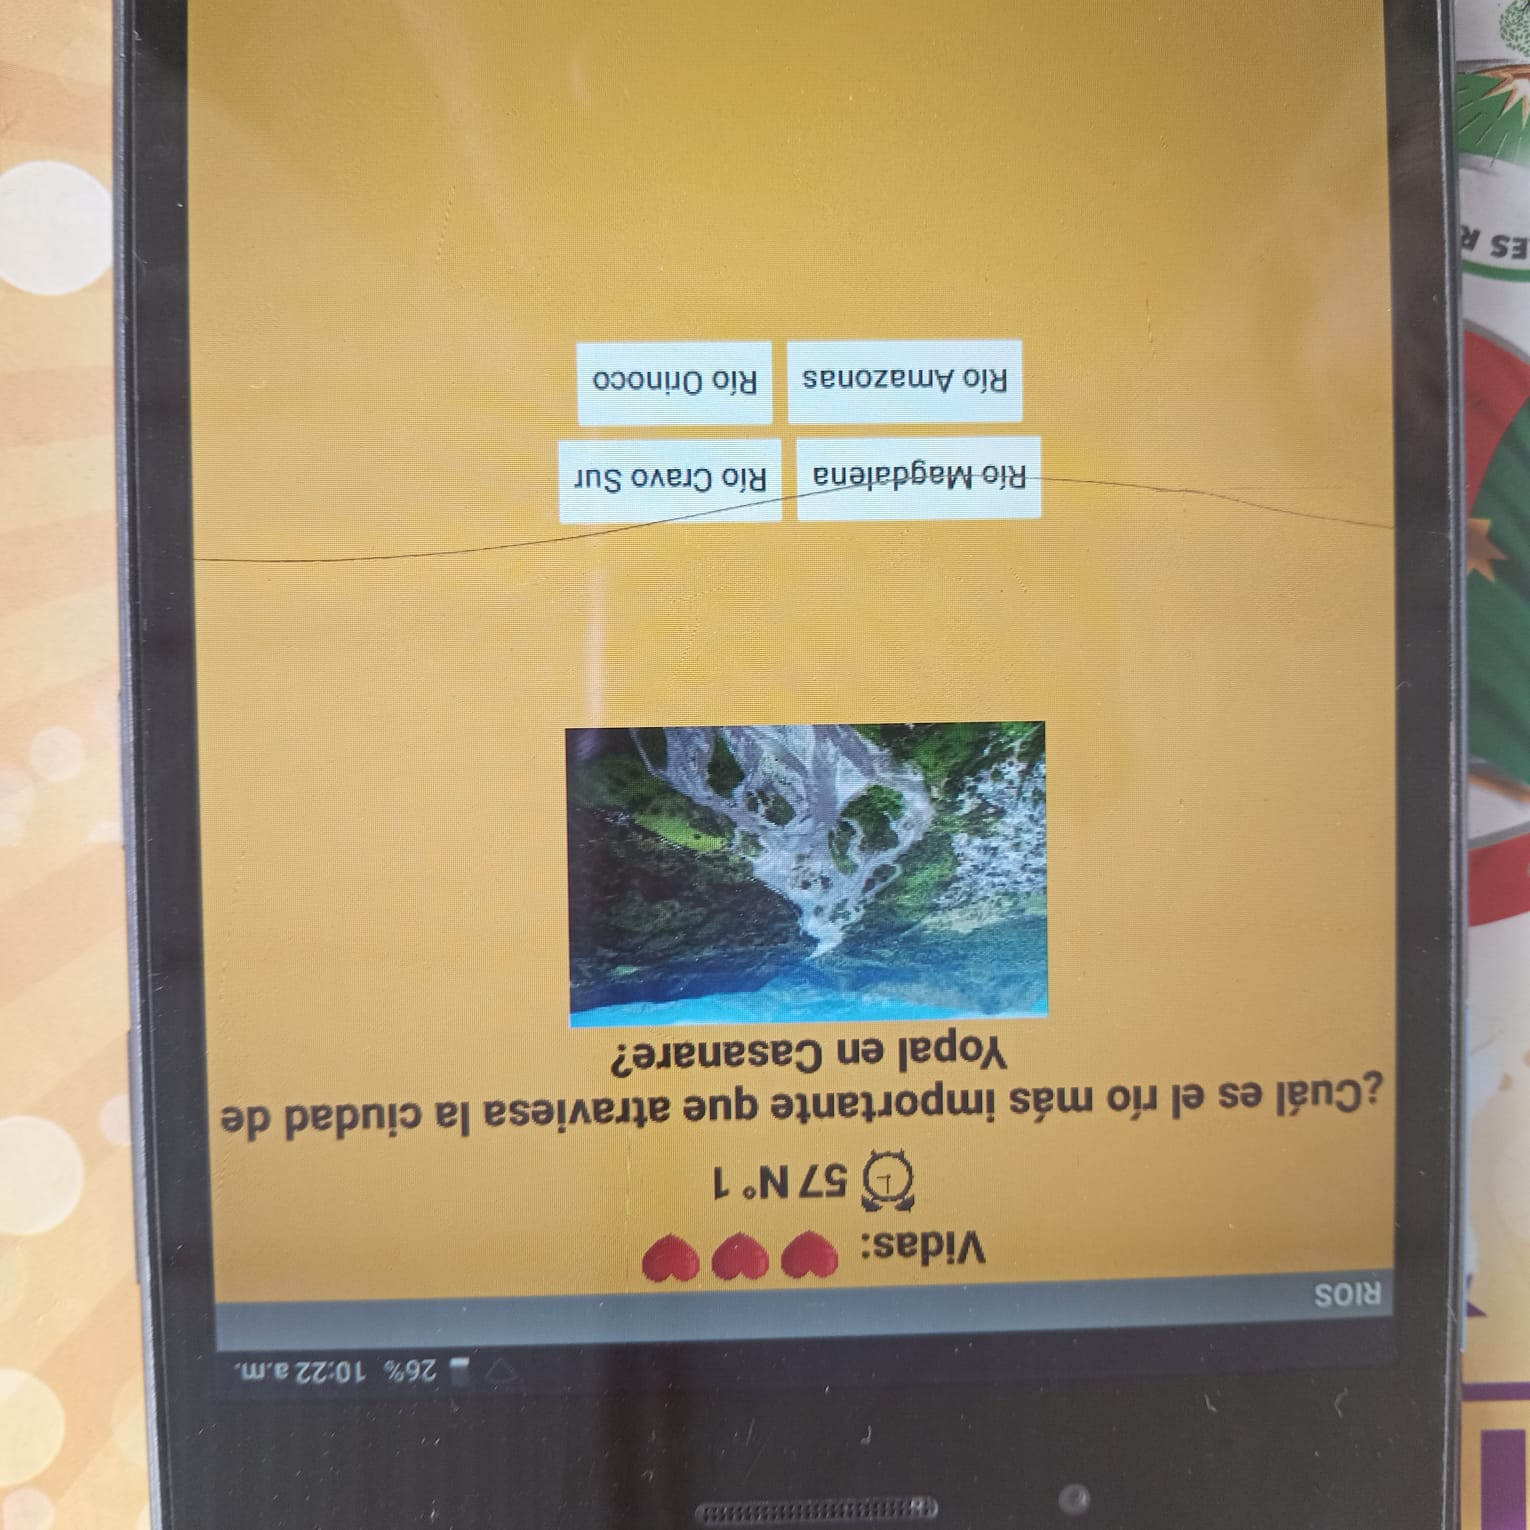 26% 10:22 a.m.
RIOS
Vidas:
57 N° 1
¿Cuál es el río más importante que atraviesa la ciudad de
Yopal en Casanare?
Río Magdalena Río Cravo Sur
Río Amazonas Río Orinoco
ES R